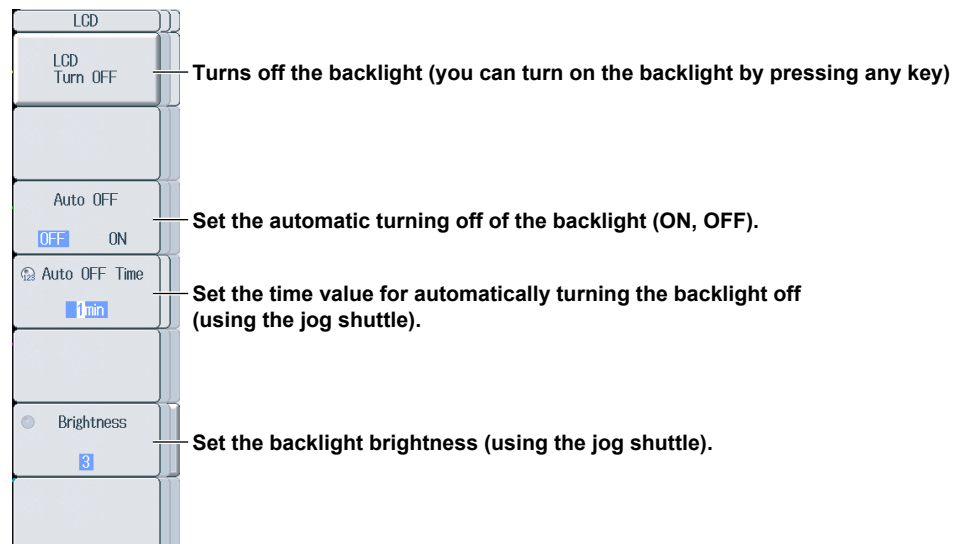 LCD
LCD
Turn OFF
Turns off the backlight (you can turn on the backlight by pressing any key)
Auto OFF
OFF ON
Set the automatic turning off of the backlight (ON, OFF).
Auto OFF Time
1min
Set the time value for automatically turning the backlight off
(using the jog shuttle).
Brightness
3
Set the backlight brightness (using the jog shuttle).